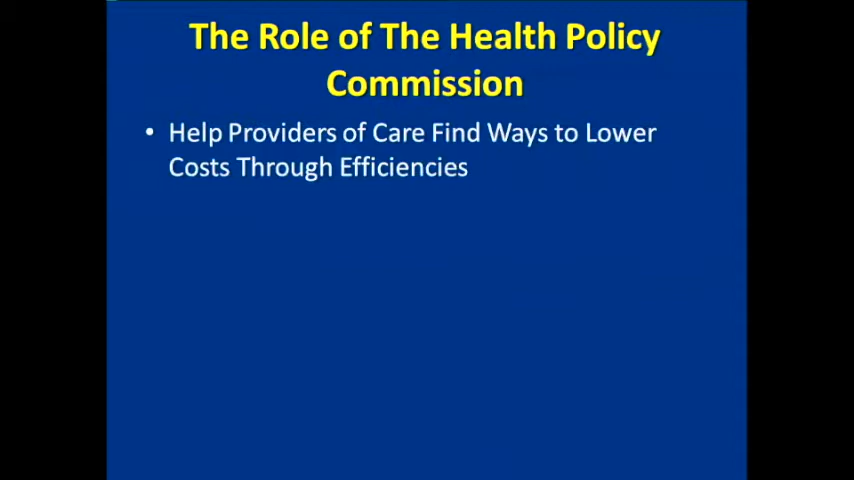 The Role of The Health Policy
Commission
• Help Providers of Care Find Ways to Lower
Costs Through Efficiencies